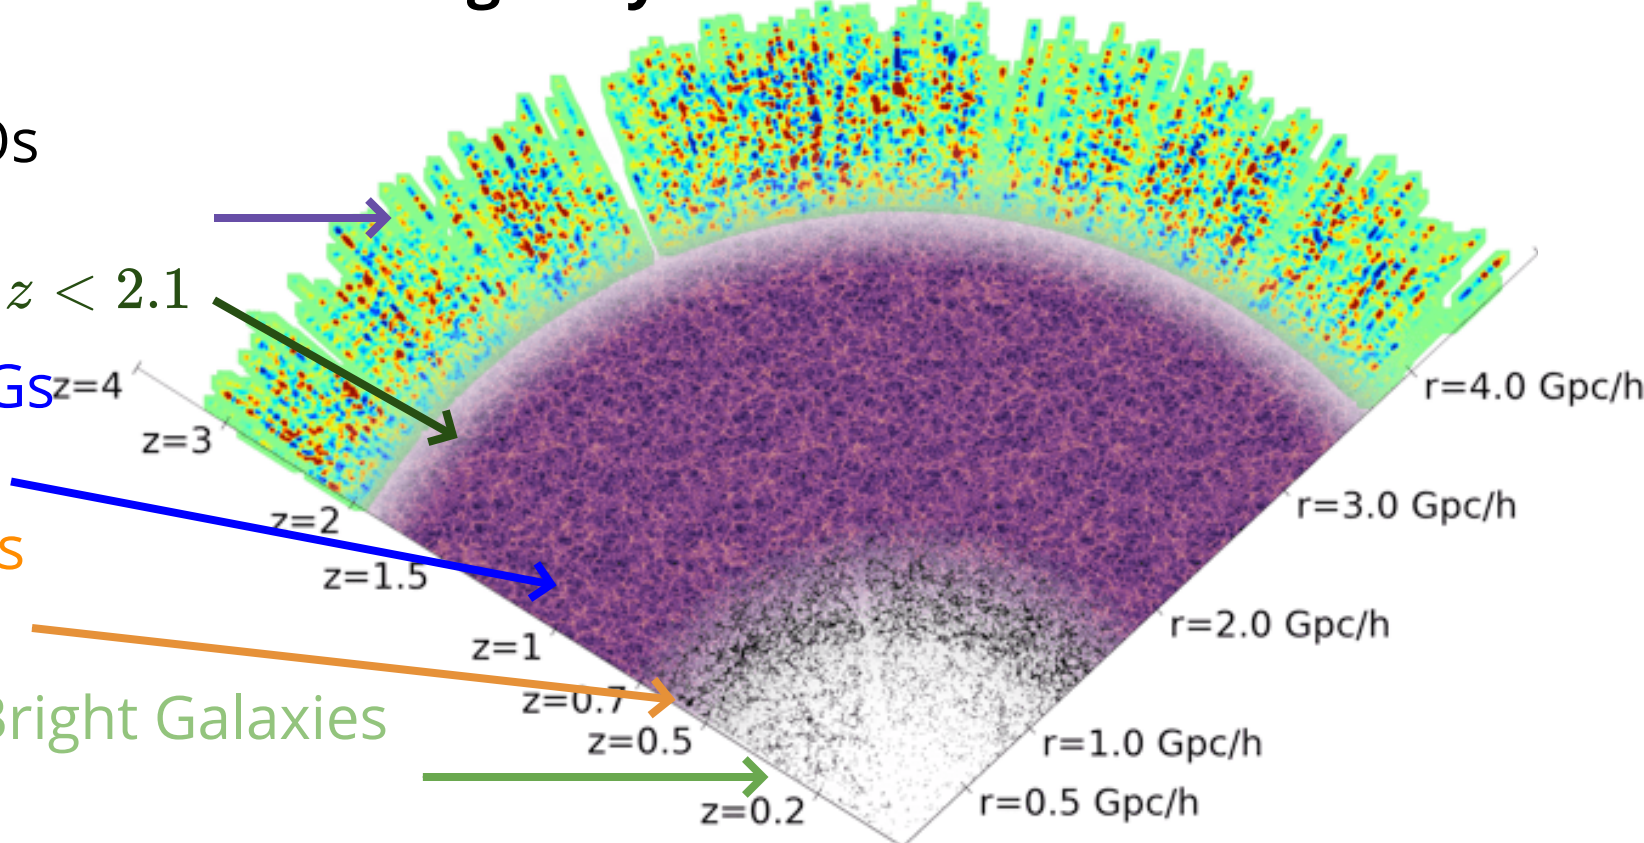 gy
Os
z < 2.1
Gs
z=4
r=4.0 Gpc/h
z=3
r=3.0 Gpc/h
z=2
s
z=1.5
r=2.0 Gpc/h
z=1
z=0.7
Bright Galaxies
z=0.5
r=1.0 Gpc/h
z=0.2
r=0.5 Gpc/h